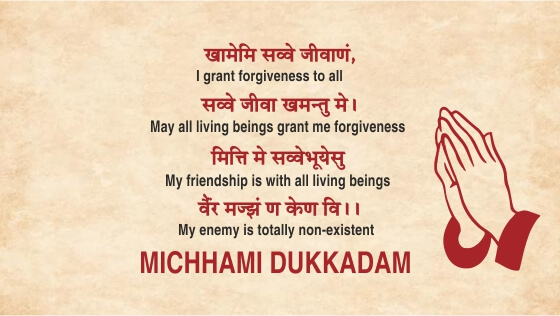 खामेमि सव्वे जीवाणं,
I grant forgiveness to all
सव्वे जीवा खमन्तु मे।
May all living beings grant me forgiveness
मित्ति मे सव्वेभूयेसु
My friendship is with all living beings
वैंर मज्झं ण केण वि।।
My enemy is totally non-existent
MICHHAMI DUKKADAM